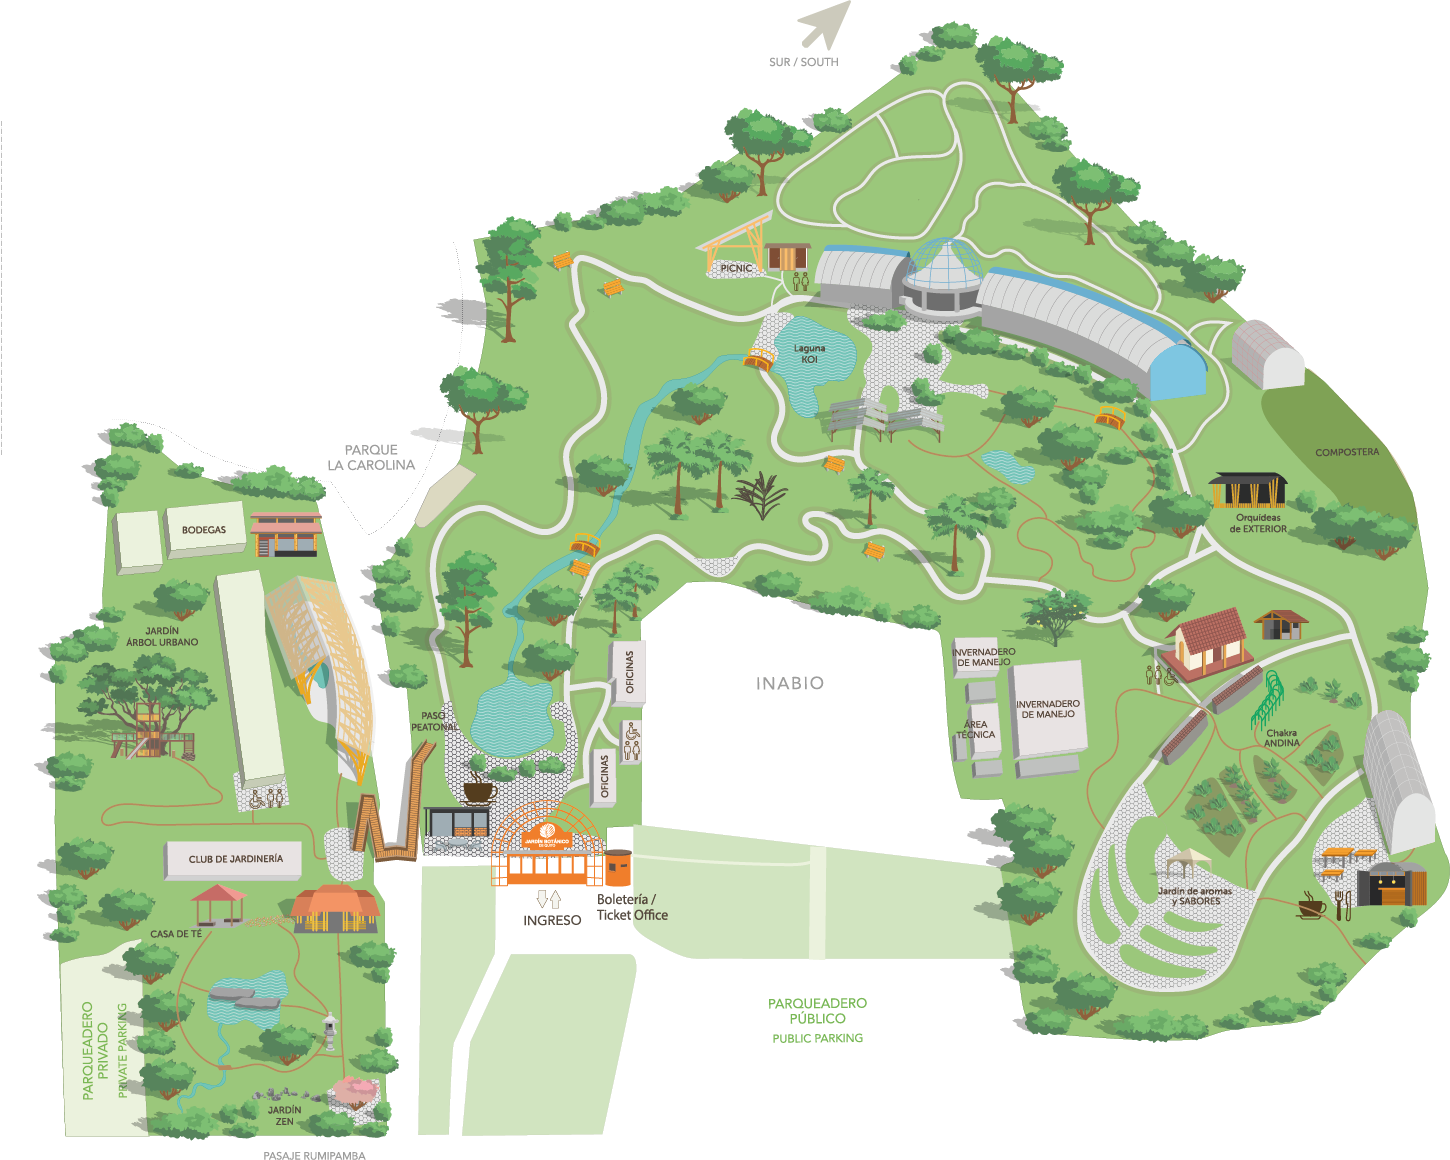 SUR / SOUTH
PICNIC
Laguna
KOI
PARQUE
LA CAROLINA
COMPOSTERA
BODEGAS
Orquídeas
de EXTERIOR
JARDÍN
ÁRBOL URBANO
INVERNADERO
DE MANEJO
OFICINAS
INABIO
INVERNADERO
DE MANEJO
PASO
PEATONAL
ÁREA
TÉCNICA
Chakra
ANDINA
OFICINAS
JARDÍN BOTÁNICO
CLUB DE JARDINERÍA
Jardín de aromas
y SABORES
Boletería /
Ticket Office
INGRESO
CASA DE TÉ
PARQUEADERO
PRIVADO
PRIVATE PARKING
PARQUEADERO
PÚBLICO
PUBLIC PARKING
JARDÍN
ZEN
PASAJE RUMIPAMBA